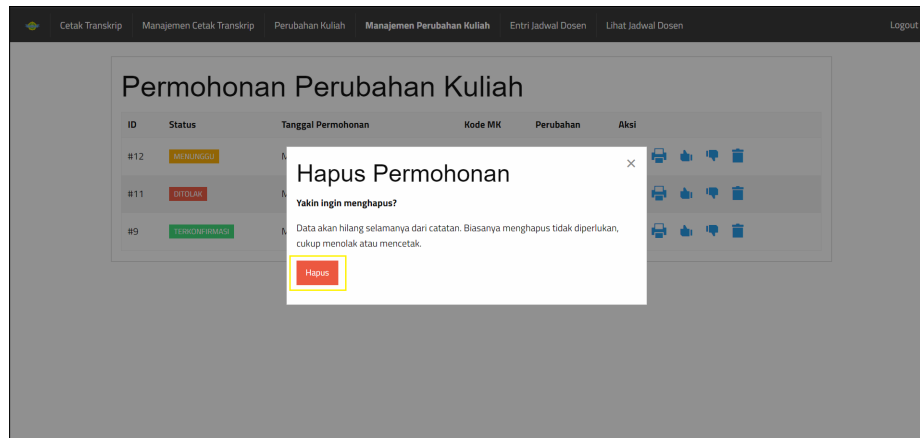 Cetak Transkrip Manajemen Cetak Transkrip Perubahan Kuliah Manajemen Perubahan Kuliah Entri Jadwal Dosen Lihat Jadwal Dosen Logout
Permohonan Perubahan Kuliah
ID Status Tanggal Permohonan Kode MK Perubahan Aksi
#12 MENUNGGU M
#11 DITOLAK M
#9 TERKONFIRMASI M
Hapus Permohonan ×
Yakin ingin menghapus?
Data akan hilang selamanya dari catatan. Biasanya menghapus tidak diperlukan,
cukup menolak atau mencetak.
Hapus